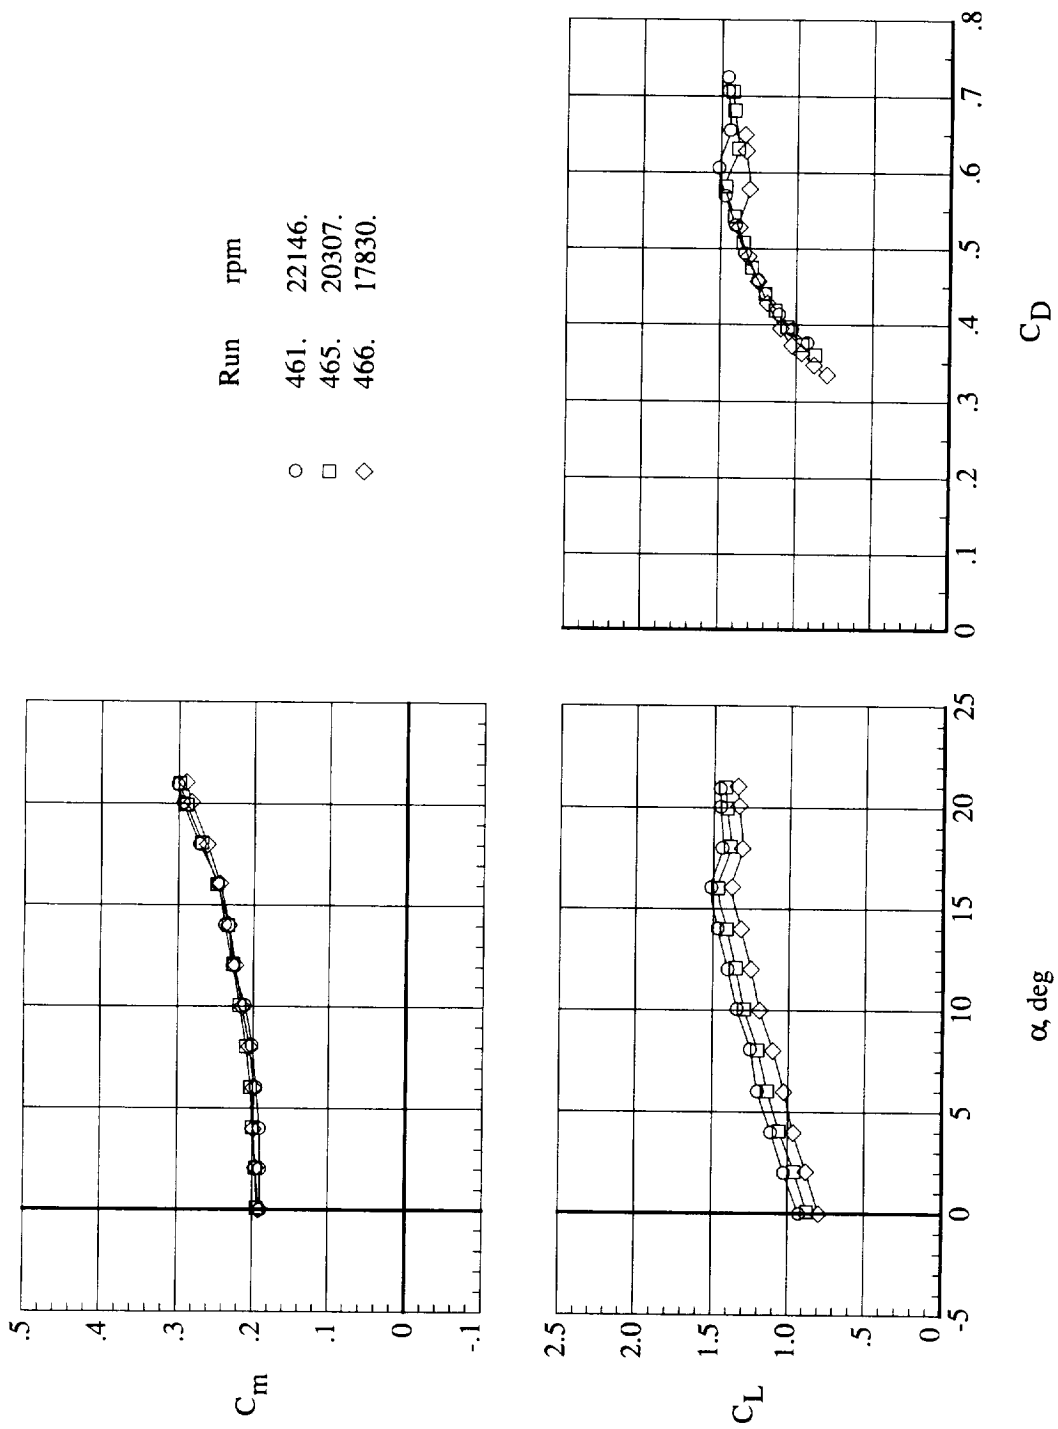 Run rpm
461. 22146.
465. 20307.
466. 17830.
.5
.4
.3
.2
.1
0
-.1
C_m
2.5
2.0
1.5
1.0
.5
0
C_L
-5 0 5 10 15 20 25
α, deg
0 .1 .2 .3 .4 .5 .6 .7 .8
C_D